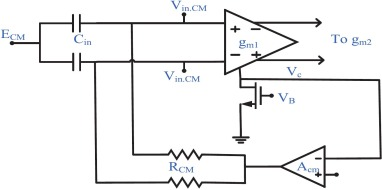 V_in.CM
E_CM
C_in
+ −
g_m1
− +
To g_m2
V_in.CM
V_c
V_B
R_CM
A_cm
−
+